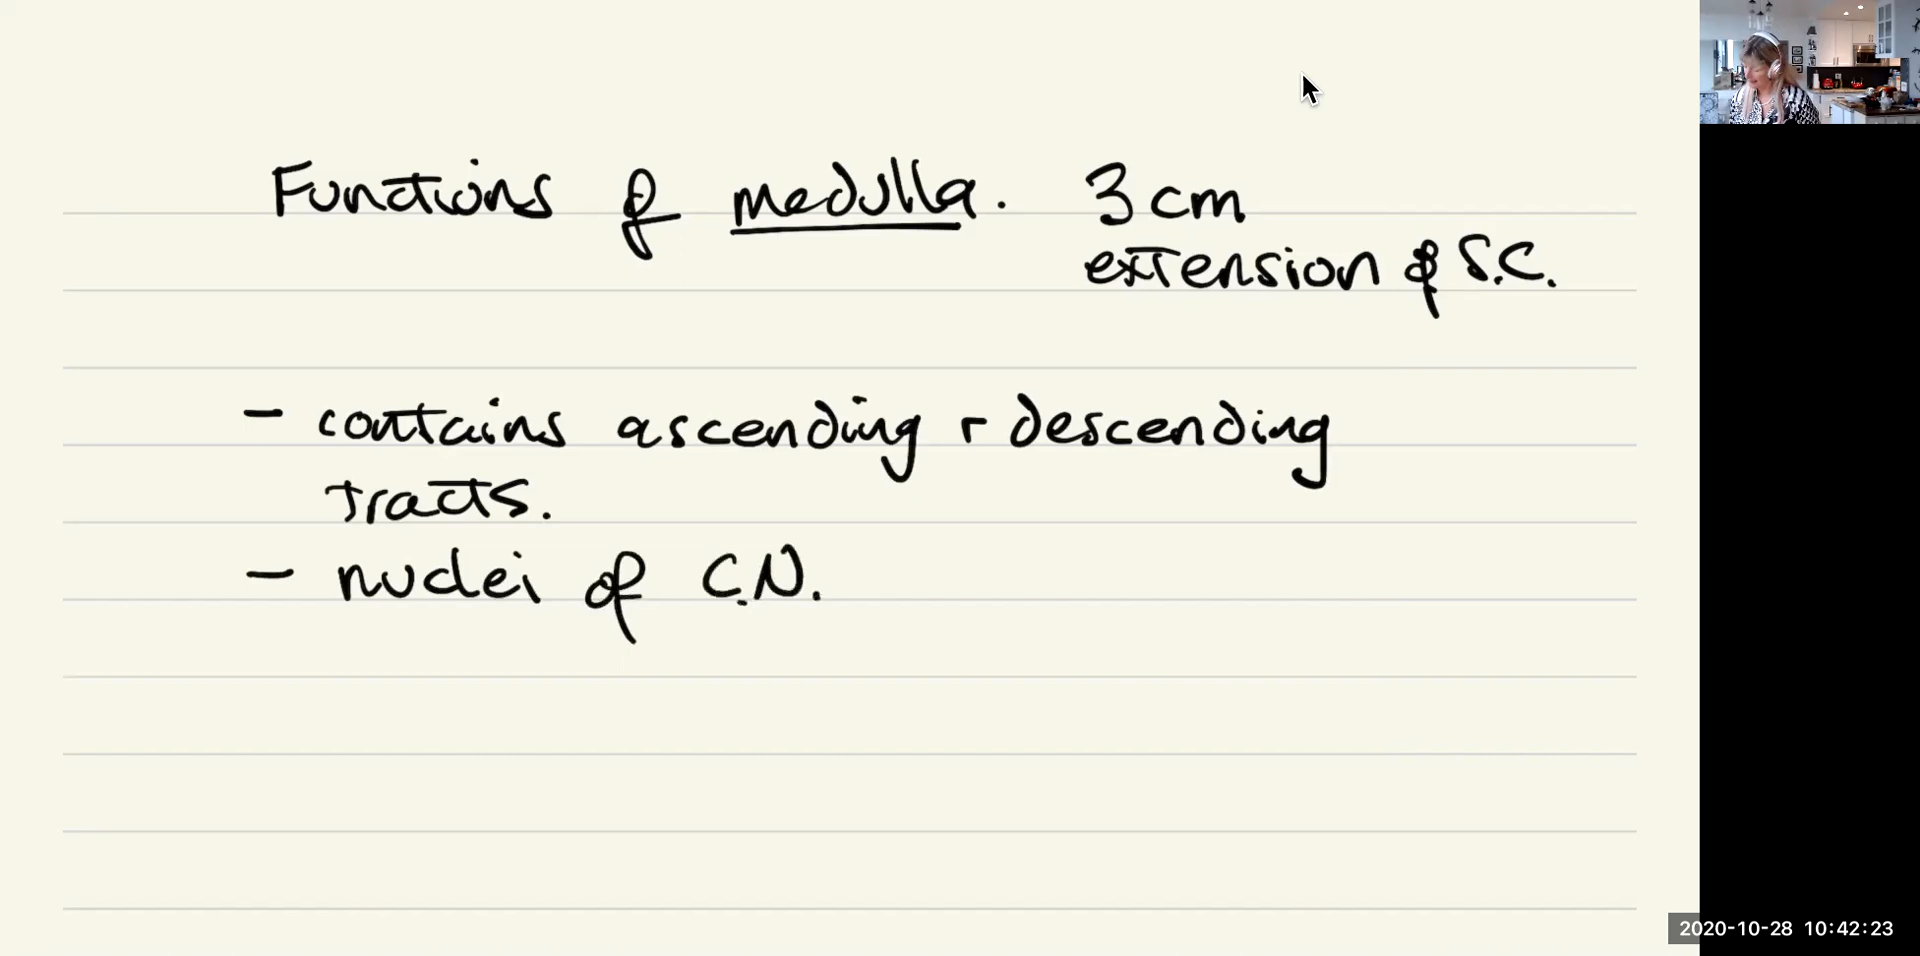 Functions of medulla. 3 cm
extension of S.C.
- contains ascending + descending
tracts.
- nuclei of C.N.
2020-10-28 10:42:23